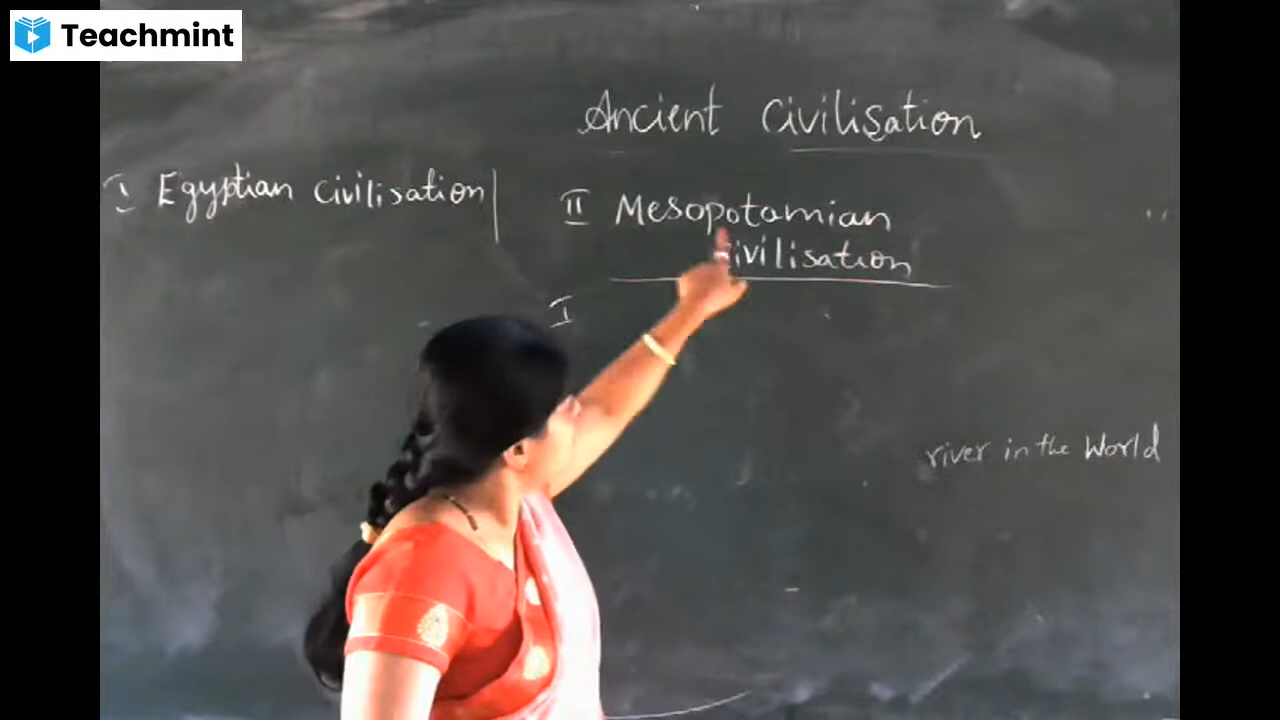 Teachmint
Ancient Civilisation
I Egyptian Civilisation
II Mesopotamian
Civilisation
I
river in the World